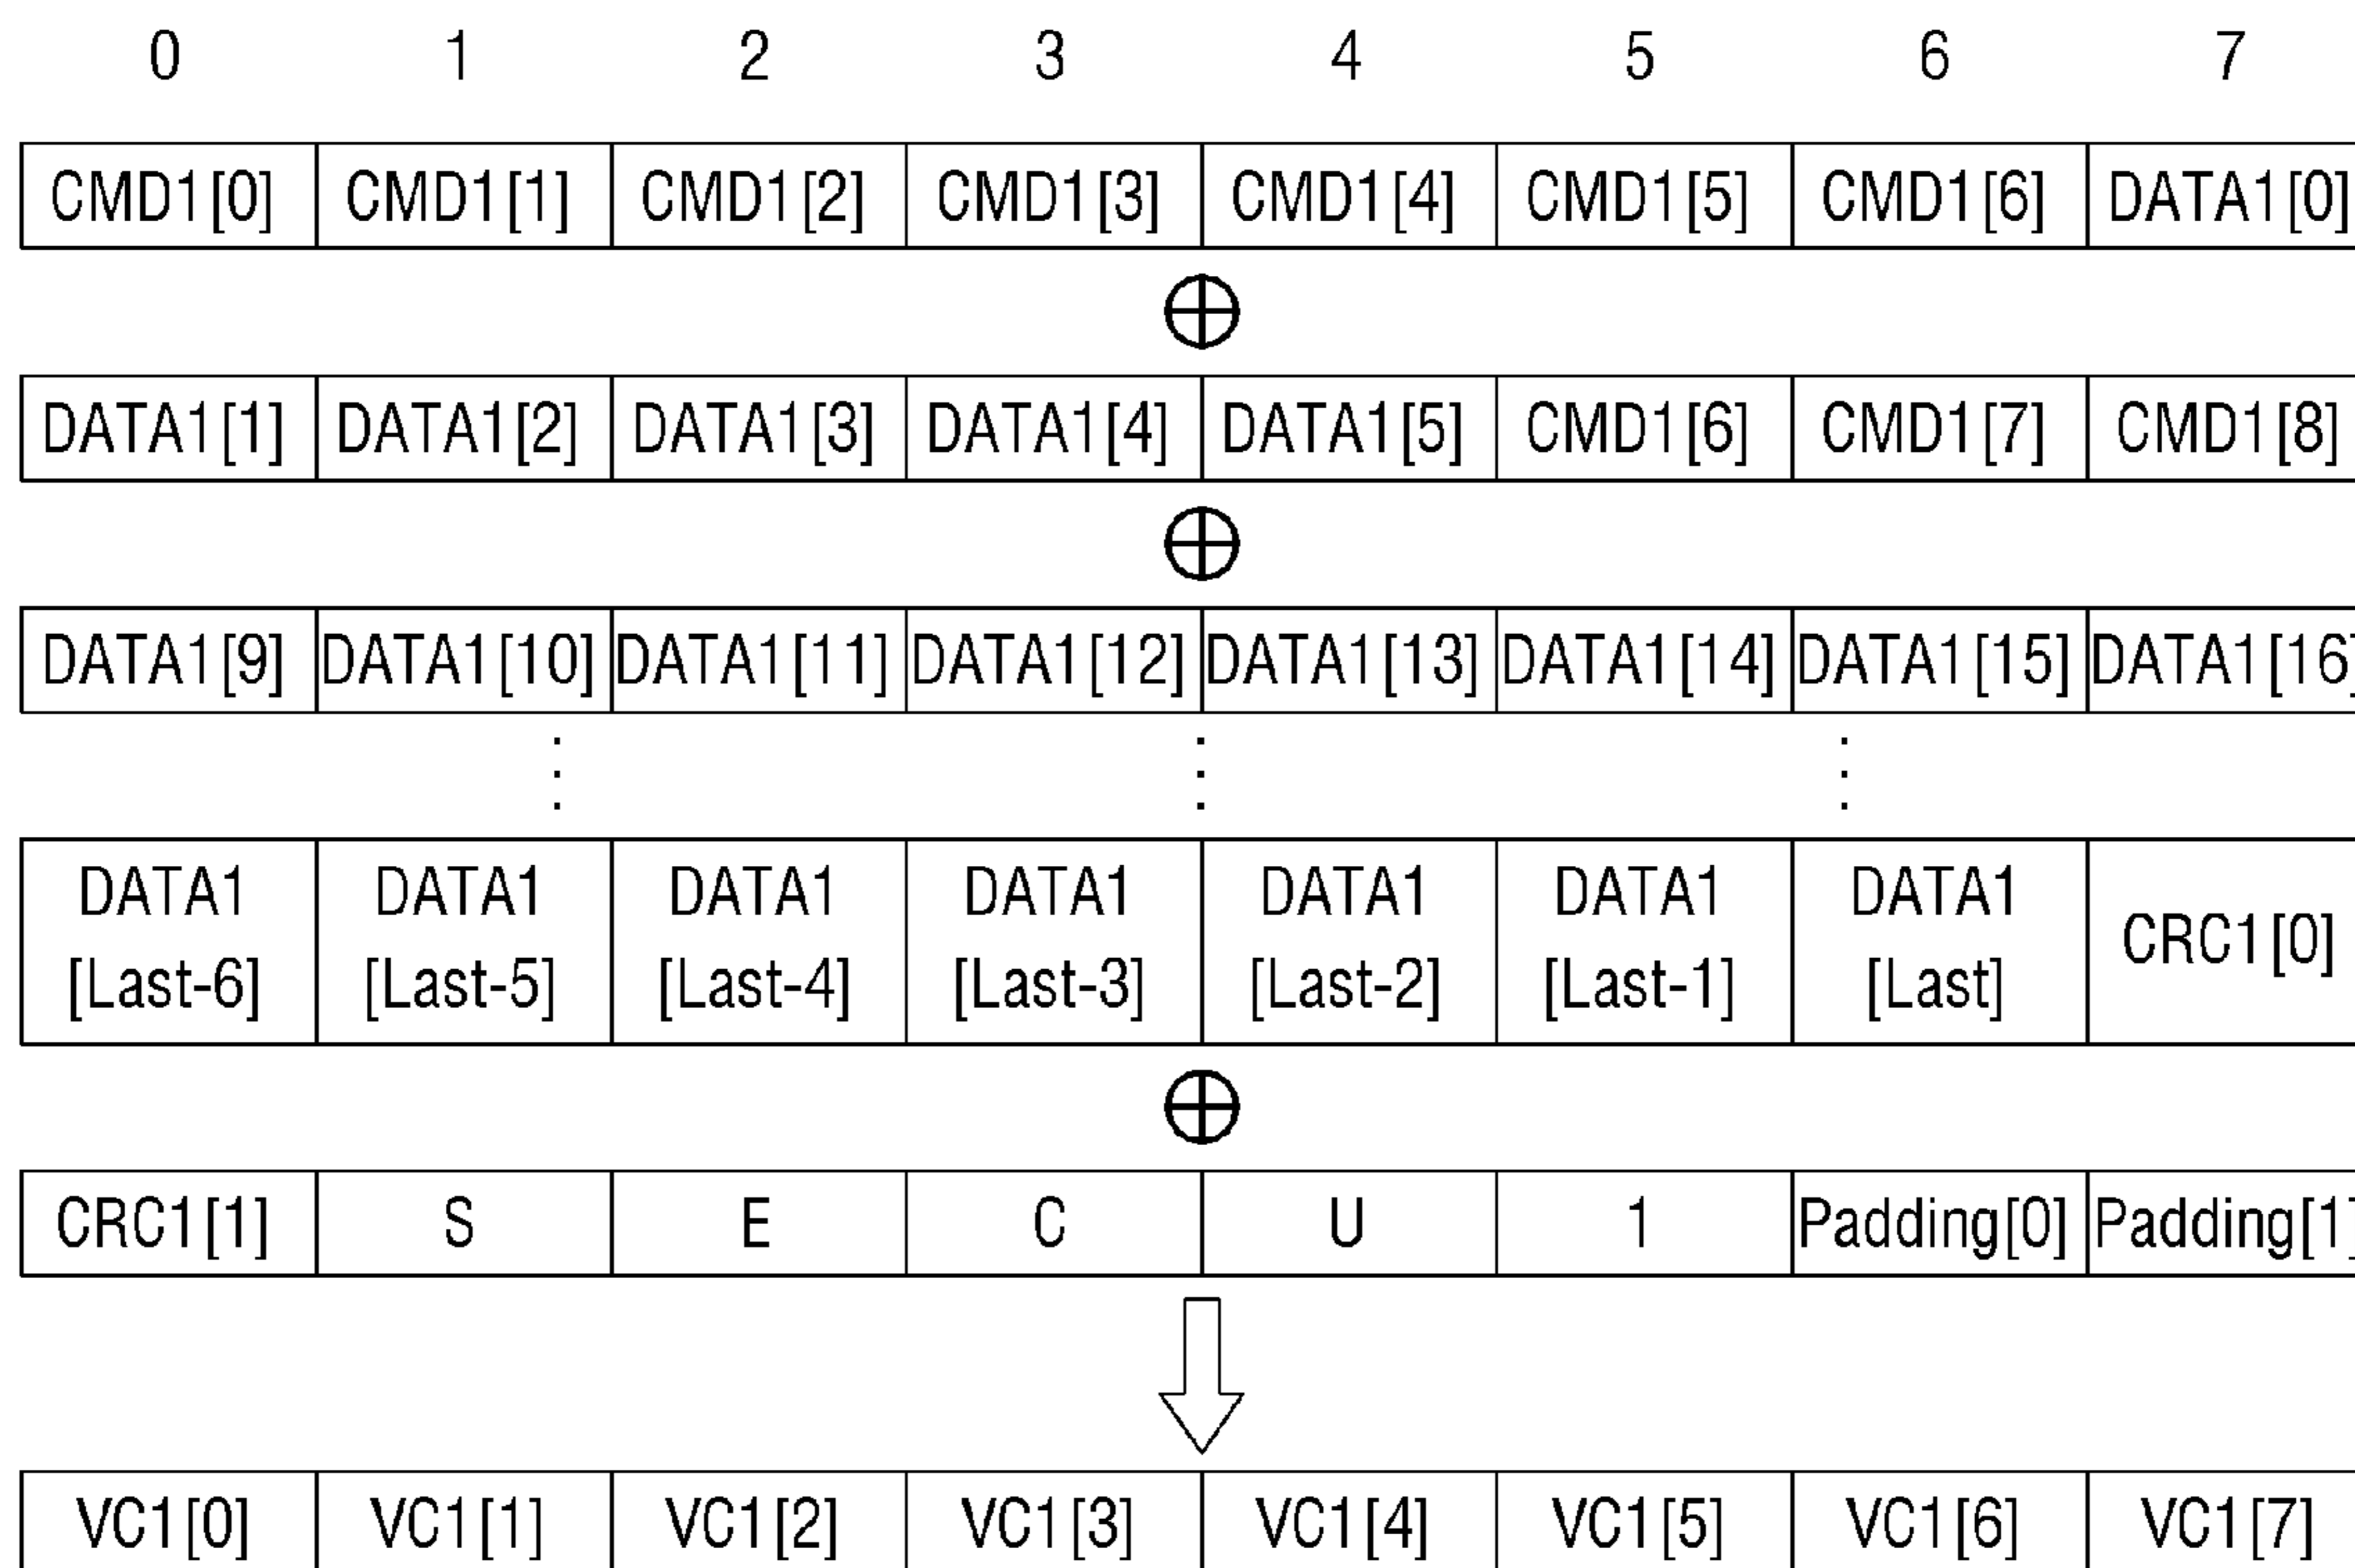 0 1 2 3 4 5 6 7
CMD1[0] CMD1[1] CMD1[2] CMD1[3] CMD1[4] CMD1[5] CMD1[6] DATA1[0]
DATA1[1] DATA1[2] DATA1[3] DATA1[4] DATA1[5] CMD1[6] CMD1[7] CMD1[8]
DATA1[9] DATA1[10] DATA1[11] DATA1[12] DATA1[13] DATA1[14] DATA1[15] DATA1[16]
DATA1 DATA1 DATA1 DATA1 DATA1 DATA1 DATA1 CRC1[0]
[Last-6] [Last-5] [Last-4] [Last-3] [Last-2] [Last-1] [Last]
CRC1[1] S E C U 1 Padding[0] Padding[1]
VC1[0] VC1[1] VC1[2] VC1[3] VC1[4] VC1[5] VC1[6] VC1[7]